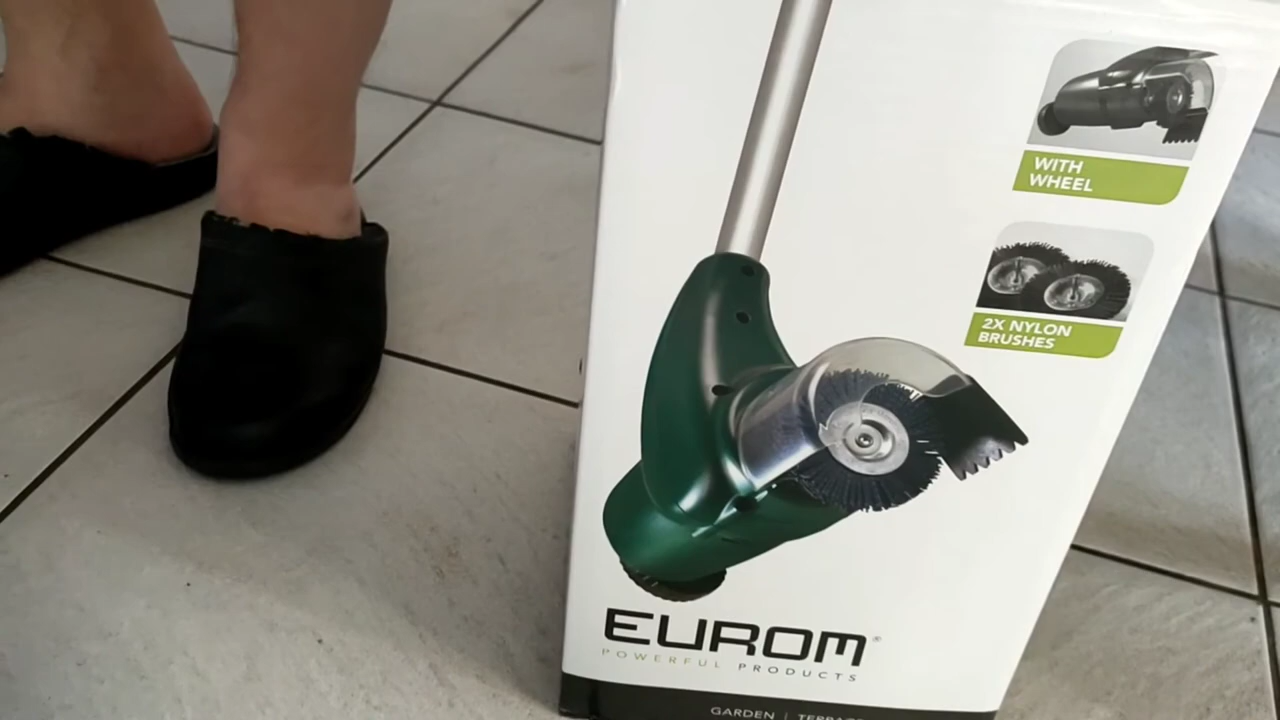 WITH
WHEEL
2X NYLON
BRUSHES
EUROM®
POWERFUL PRODUCTS
GARDEN |